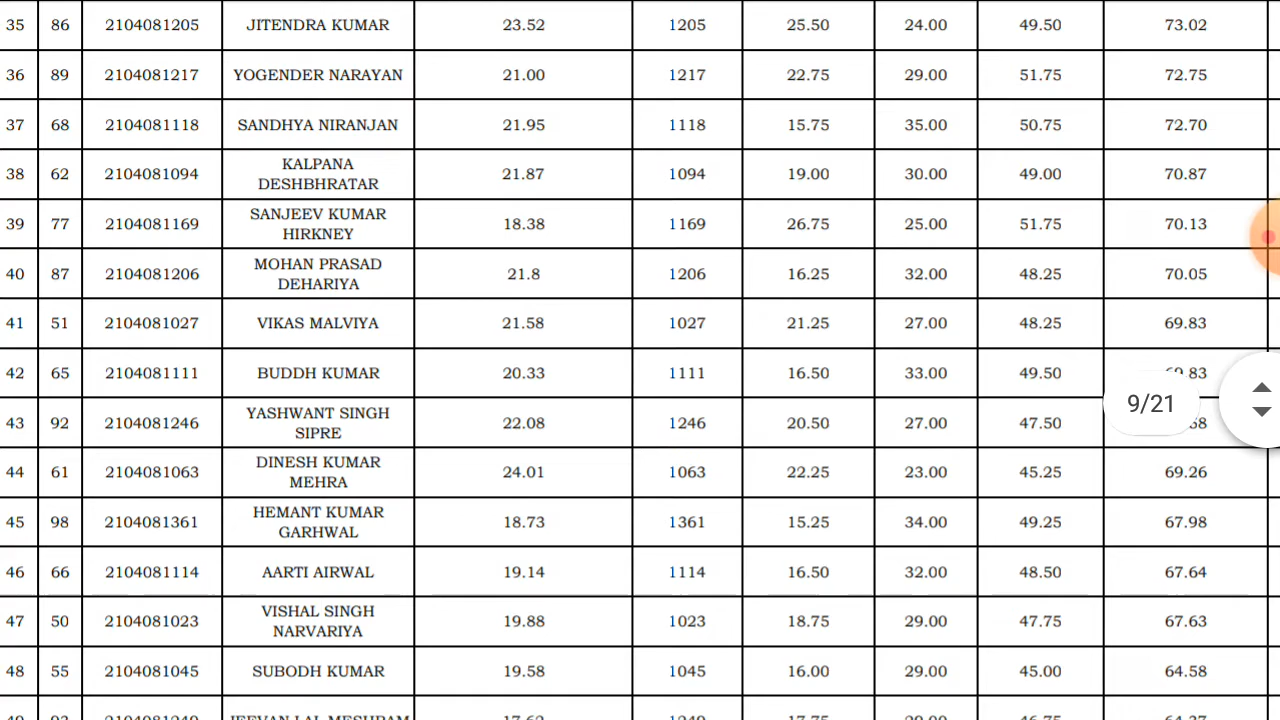 35 86 2104081205 JITENDRA KUMAR 23.52 1205 25.50 24.00 49.50 73.02
36 89 2104081217 YOGENDER NARAYAN 21.00 1217 22.75 29.00 51.75 72.75
37 68 2104081118 SANDHYA NIRANJAN 21.95 1118 15.75 35.00 50.75 72.70
38 62 2104081094 KALPANA DESHBHRATAR 21.87 1094 19.00 30.00 49.00 70.87
39 77 2104081169 SANJEEV KUMAR HIRKNEY 18.38 1169 26.75 25.00 51.75 70.13
40 87 2104081206 MOHAN PRASAD DEHARIYA 21.8 1206 16.25 32.00 48.25 70.05
41 51 2104081027 VIKAS MALVIYA 21.58 1027 21.25 27.00 48.25 69.83
42 65 2104081111 BUDDH KUMAR 20.33 1111 16.50 33.00 49.50 69.83
9/21
43 92 2104081246 YASHWANT SINGH SIPRE 22.08 1246 20.50 27.00 47.50
44 61 2104081063 DINESH KUMAR MEHRA 24.01 1063 22.25 23.00 45.25 69.26
45 98 2104081361 HEMANT KUMAR GARHWAL 18.73 1361 15.25 34.00 49.25 67.98
46 66 2104081114 AARTI AIRWAL 19.14 1114 16.50 32.00 48.50 67.64
47 50 2104081023 VISHAL SINGH NARVARIYA 19.88 1023 18.75 29.00 47.75 67.63
48 55 2104081045 SUBODH KUMAR 19.58 1045 16.00 29.00 45.00 64.58
JEEVAN LAL MESHRAM